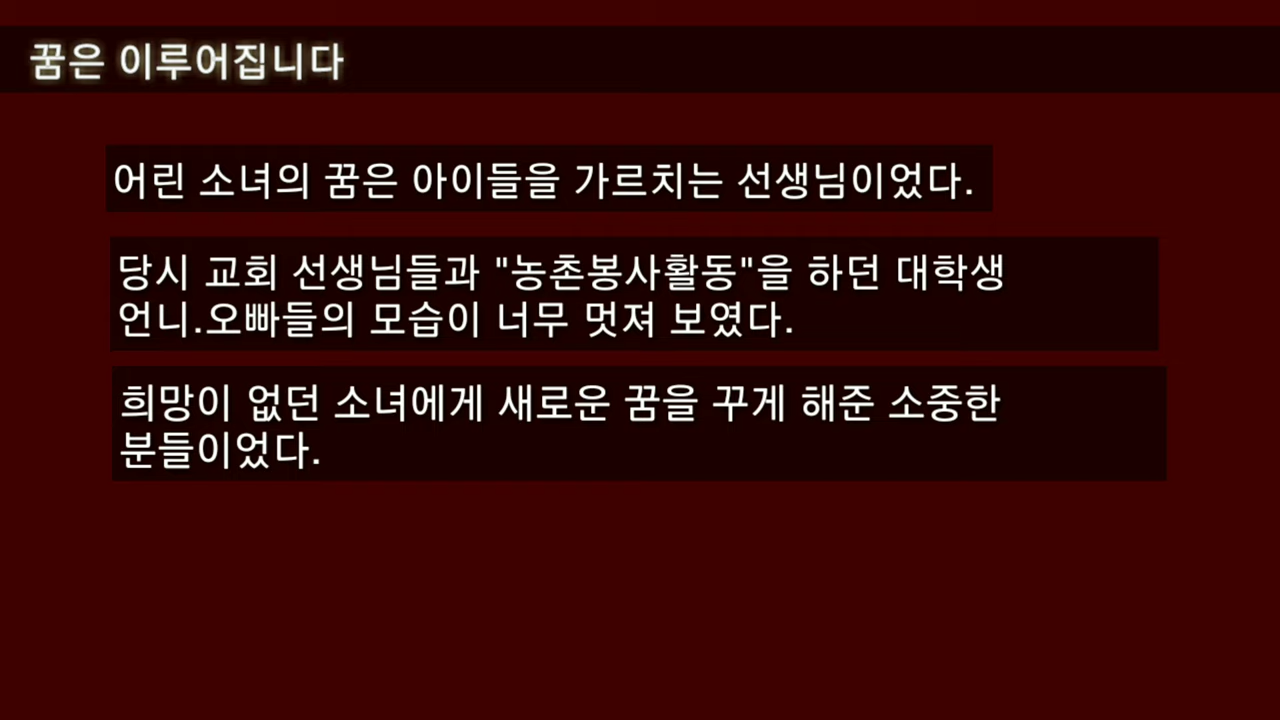 꿈은 이루어집니다
어린 소녀의 꿈은 아이들을 가르치는 선생님이었다.
당시 교회 선생님들과 "농촌봉사활동"을 하던 대학생
언니.오빠들의 모습이 너무 멋져 보였다.
희망이 없던 소녀에게 새로운 꿈을 꾸게 해준 소중한
분들이었다.